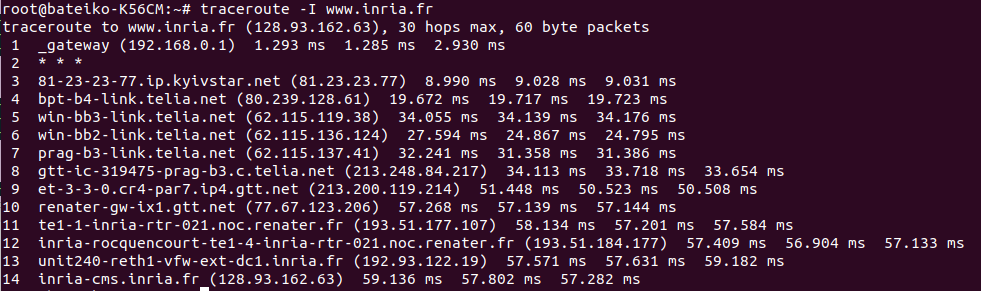 root@bateiko-K56CM:~# traceroute -I www.inria.fr
traceroute to www.inria.fr (128.93.162.63), 30 hops max, 60 byte packets
 1  _gateway (192.168.0.1)  1.293 ms  1.285 ms  2.930 ms
 2  * * *
 3  81-23-23-77.ip.kyivstar.net (81.23.23.77)  8.990 ms  9.028 ms  9.031 ms
 4  bpt-b4-link.telia.net (80.239.128.61)  19.672 ms  19.717 ms  19.723 ms
 5  win-bb3-link.telia.net (62.115.119.38)  34.055 ms  34.139 ms  34.176 ms
 6  win-bb2-link.telia.net (62.115.136.124)  27.594 ms  24.867 ms  24.795 ms
 7  prag-b3-link.telia.net (62.115.137.41)  32.241 ms  31.358 ms  31.386 ms
 8  gtt-ic-319475-prag-b3.c.telia.net (213.248.84.217)  34.113 ms  33.718 ms  33.654 ms
 9  et-3-3-0.cr4-par7.ip4.gtt.net (213.200.119.214)  51.448 ms  50.523 ms  50.508 ms
10  renater-gw-ix1.gtt.net (77.67.123.206)  57.268 ms  57.139 ms  57.144 ms
11  te1-1-inria-rtr-021.noc.renater.fr (193.51.177.107)  58.134 ms  57.201 ms  57.584 ms
12  inria-rocquencourt-te1-4-inria-rtr-021.noc.renater.fr (193.51.184.177)  57.409 ms  56.904 ms  57.133 ms
13  unit240-reth1-vfw-ext-dc1.inria.fr (192.93.122.19)  57.571 ms  57.631 ms  59.182 ms
14  inria-cms.inria.fr (128.93.162.63)  59.136 ms  57.802 ms  57.282 ms